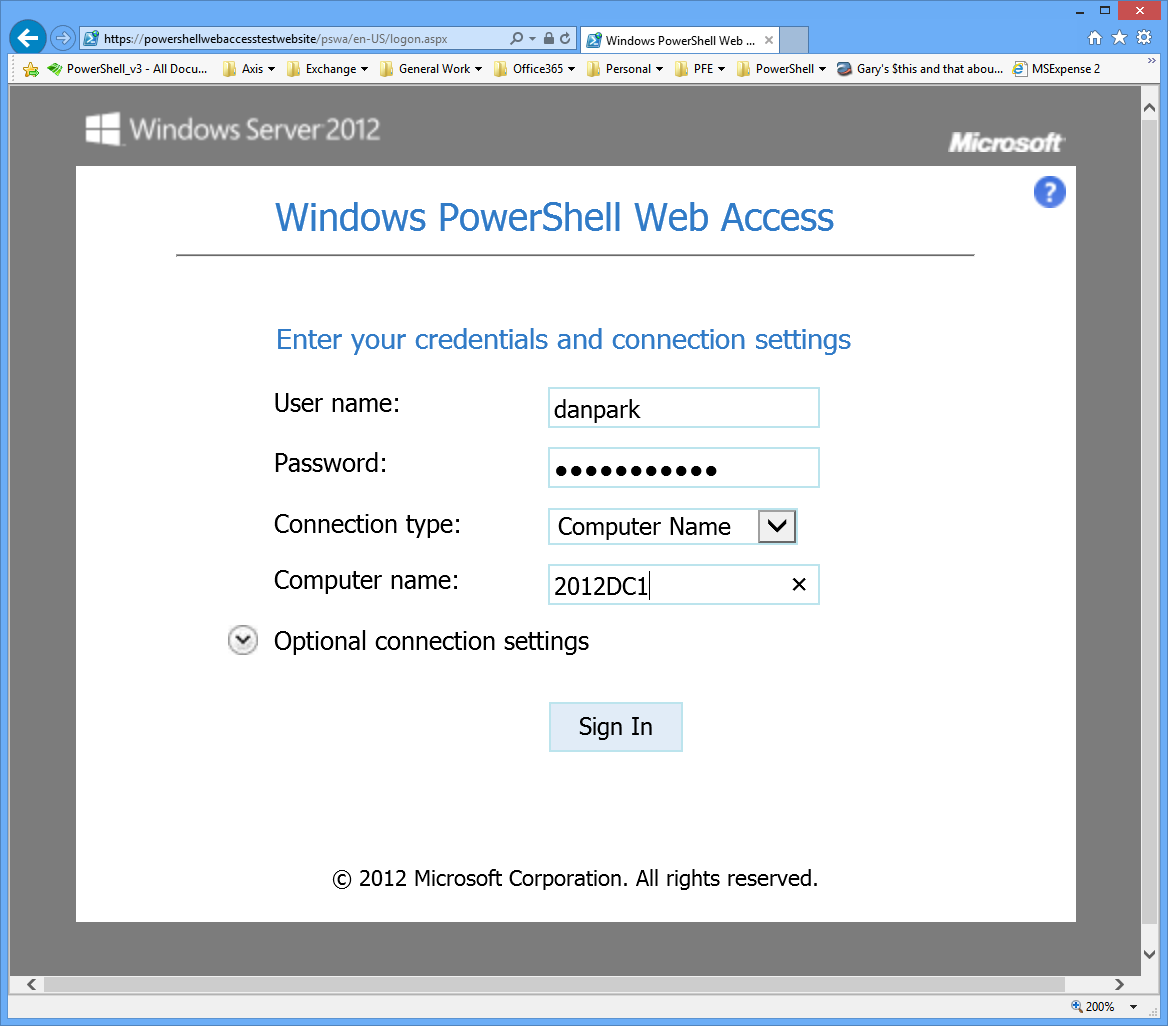 https://powershellwebaccesstestwebsite/pswa/en-US/logon.aspx
Windows PowerShell Web ...
PowerShell_v3 - All Docu... Axis Exchange General Work Office365 Personal PFE PowerShell Gary's $this and that abou... MSExpense 2
Windows Server 2012
Microsoft
?
Windows PowerShell Web Access
Enter your credentials and connection settings
User name: danpark
Password: ●●●●●●●●●●●
Connection type: Computer Name
Computer name: 2012DC1
Optional connection settings
Sign In
© 2012 Microsoft Corporation. All rights reserved.
200%